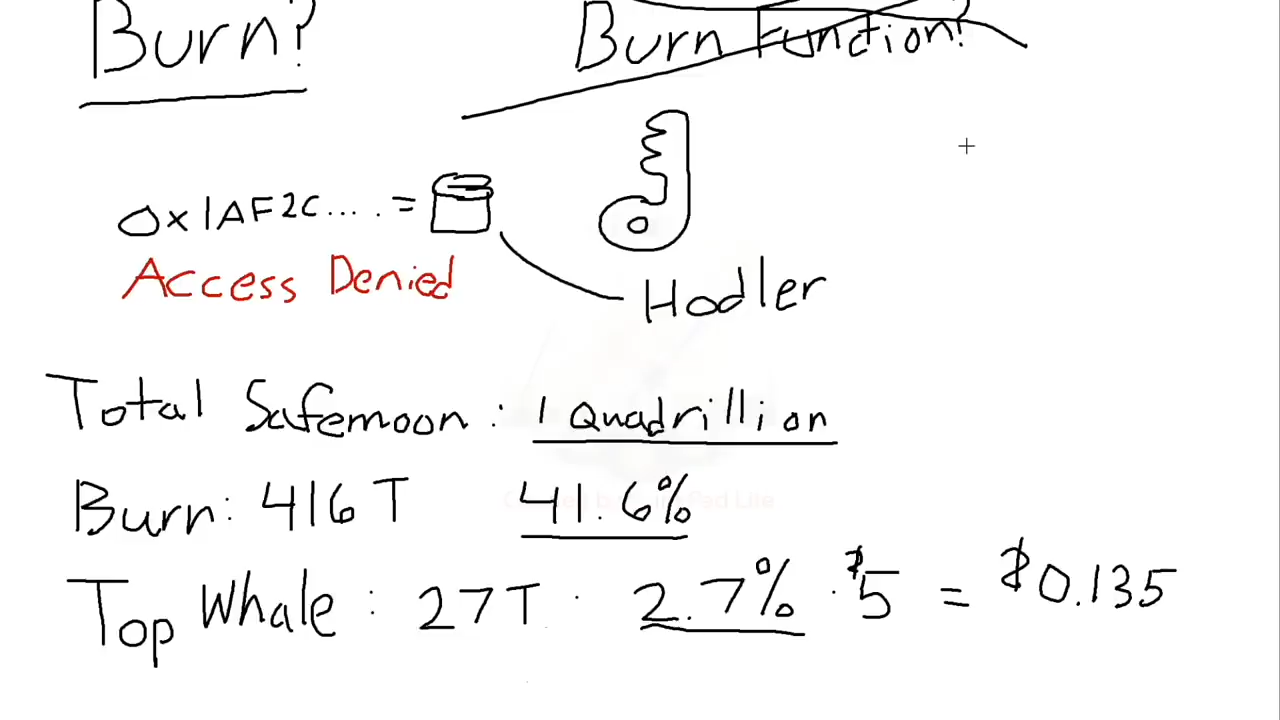 Burn?
Burn Function?
0x1AF2C..... =
Access Denied
Hodler
Total Safemoon: 1 Quadrillion
Burn: 416T 41.6%
Top Whale: 27T · 2.7% · $5 = $0.135